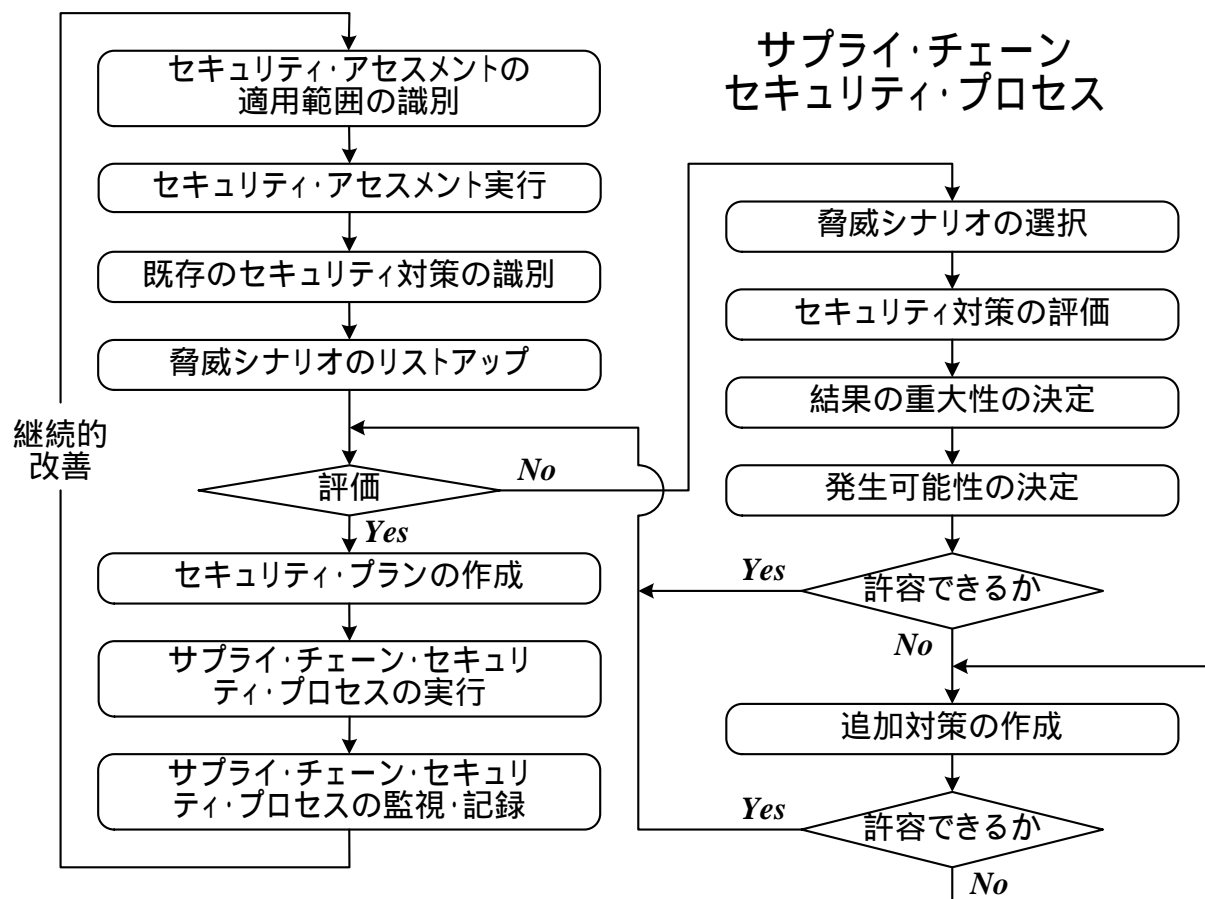 サプライ・チェーン
セキュリティ・プロセス
セキュリティ・アセスメントの
適用範囲の識別
セキュリティ・アセスメント実行
既存のセキュリティ対策の識別
脅威シナリオのリストアップ
継続的
改善
評価
No
Yes
セキュリティ・プランの作成
サプライ・チェーン・セキュリ
ティ・プロセスの実行
サプライ・チェーン・セキュリ
ティ・プロセスの監視・記録
脅威シナリオの選択
セキュリティ対策の評価
結果の重大性の決定
発生可能性の決定
Yes
許容できるか
No
追加対策の作成
Yes
許容できるか
No